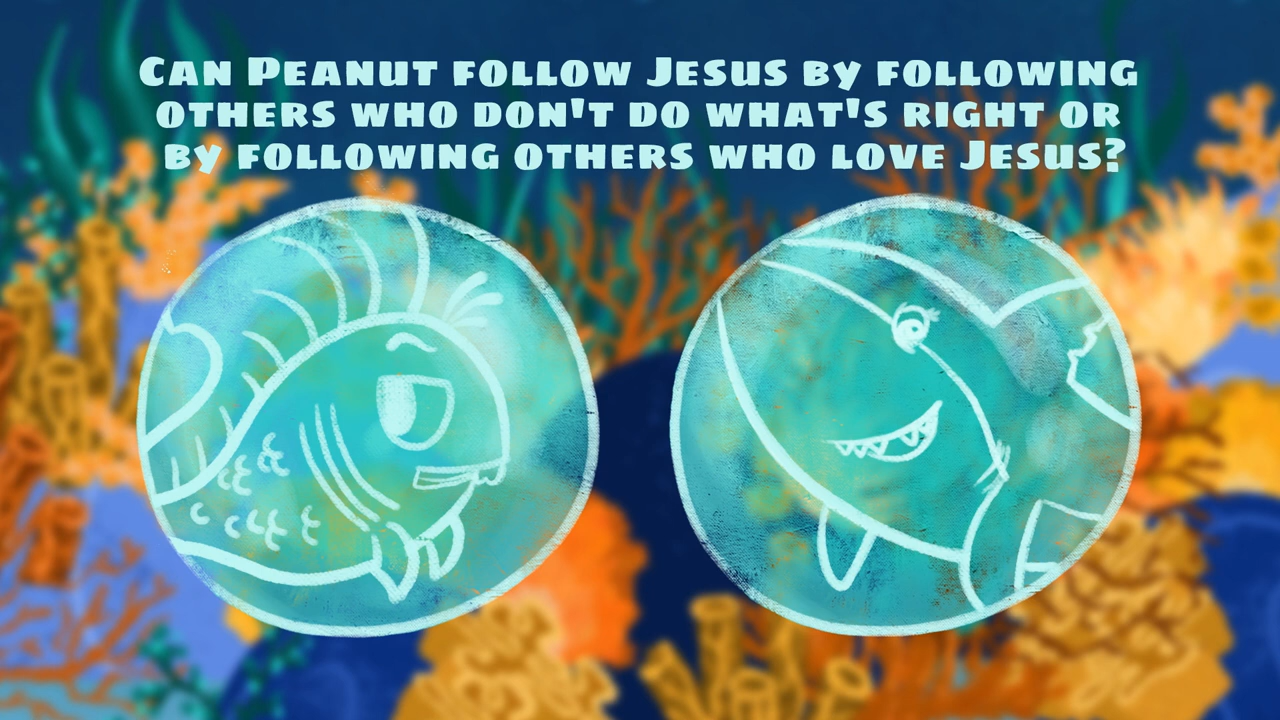 Can Peanut follow Jesus by following
others who don't do what's right or
by following others who love Jesus?